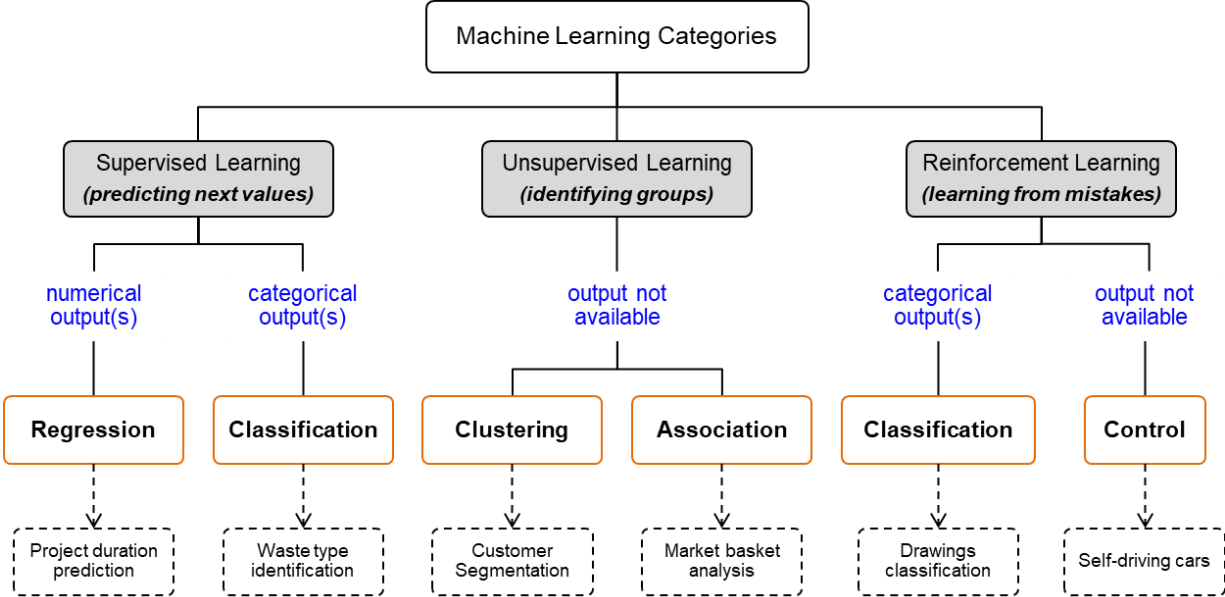 Machine Learning Categories
Supervised Learning
(predicting next values)
Unsupervised Learning
(identifying groups)
Reinforcement Learning
(learning from mistakes)
numerical
output(s)
categorical
output(s)
output not
available
categorical
output(s)
output not
available
Regression
Classification
Clustering
Association
Classification
Control
Project duration
prediction
Waste type
identification
Customer
Segmentation
Market basket
analysis
Drawings
classification
Self-driving cars